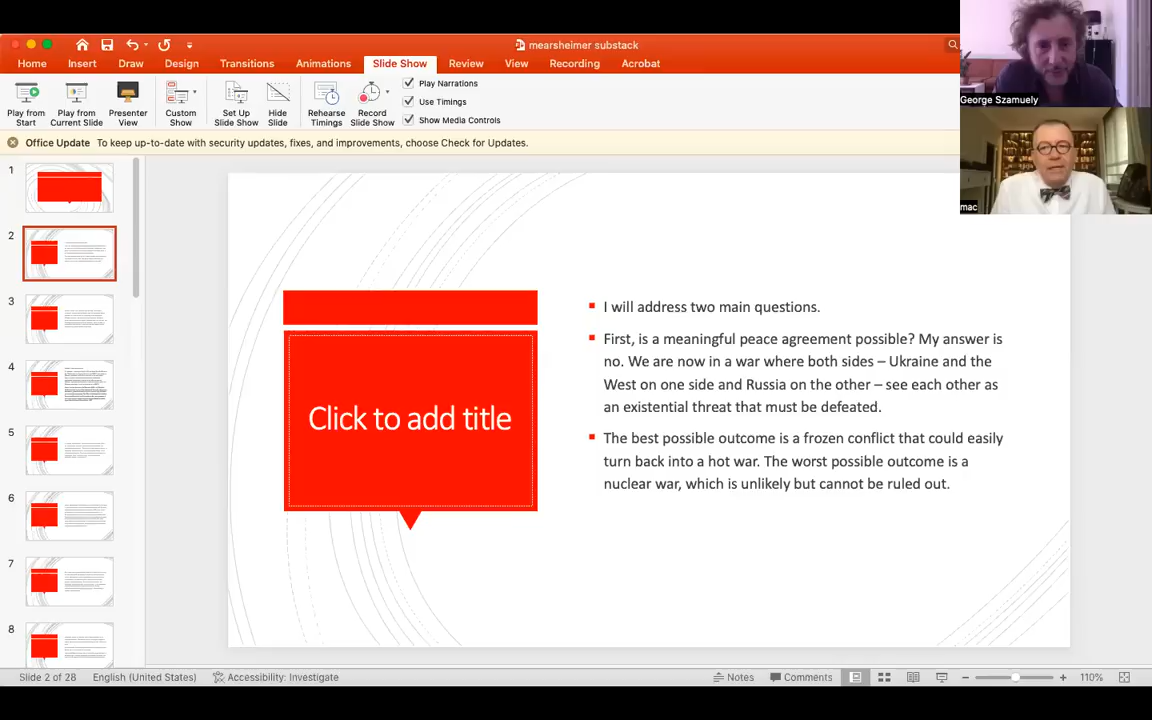 mearsheimer substack
Home Insert Draw Design Transitions Animations Slide Show Review View Recording Acrobat
Play from Start
Play from Current Slide
Presenter View
Custom Show
Set Up Slide Show
Hide Slide
Rehearse Timings
Record Slide Show
Play Narrations
Use Timings
Show Media Controls
George Szamuely
mac
Office Update To keep up-to-date with security updates, fixes, and improvements, choose Check for Updates.
1
2
3
4
5
6
7
8
Click to add title
I will address two main questions.
First, is a meaningful peace agreement possible? My answer is
no. We are now in a war where both sides – Ukraine and the
West on one side and Russia on the other – see each other as
an existential threat that must be defeated.
The best possible outcome is a frozen conflict that could easily
turn back into a hot war. The worst possible outcome is a
nuclear war, which is unlikely but cannot be ruled out.
Slide 2 of 28 English (United States) Accessibility: Investigate Notes Comments 110%